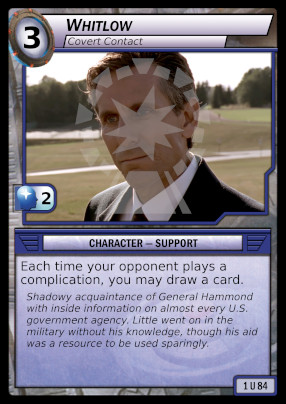 3
WHITLOW
Covert Contact
2
CHARACTER – SUPPORT
Each time your opponent plays a
complication, you may draw a card.
Shadowy acquaintance of General Hammond
with inside information on almost every U.S.
government agency. Little went on in the
military without his knowledge, though his aid
was a resource to be used sparingly.
1 U 84